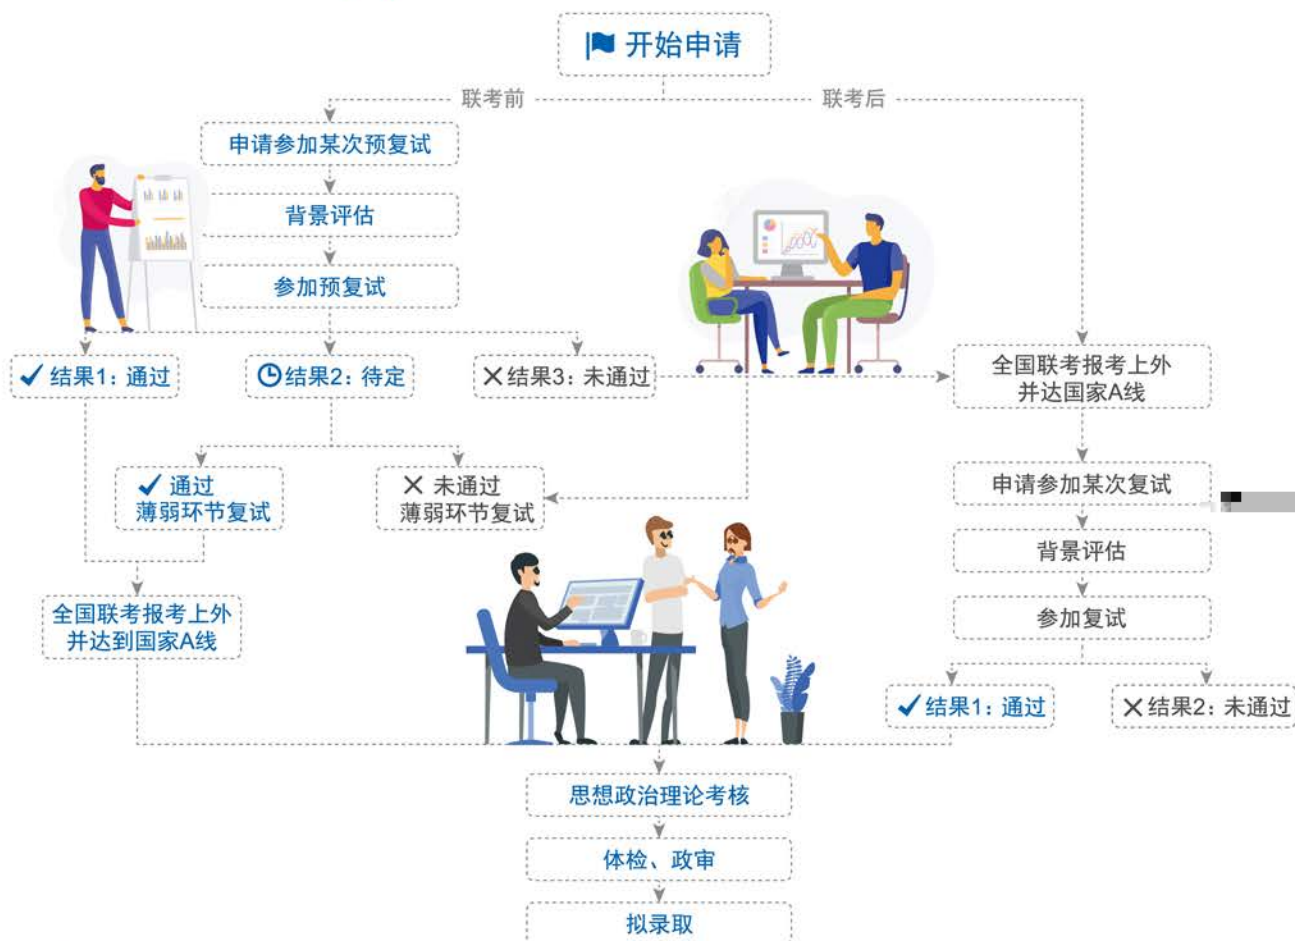 开始申请
联考前
联考后
申请参加某次预复试
背景评估
参加预复试
结果1：通过
结果2：待定
结果3：未通过
全国联考报考上外
并达国家A线
通过
薄弱环节复试
未通过
薄弱环节复试
申请参加某次复试
背景评估
参加复试
全国联考报考上外
并达到国家A线
结果1：通过
结果2：未通过
思想政治理论考核
体检、政审
拟录取